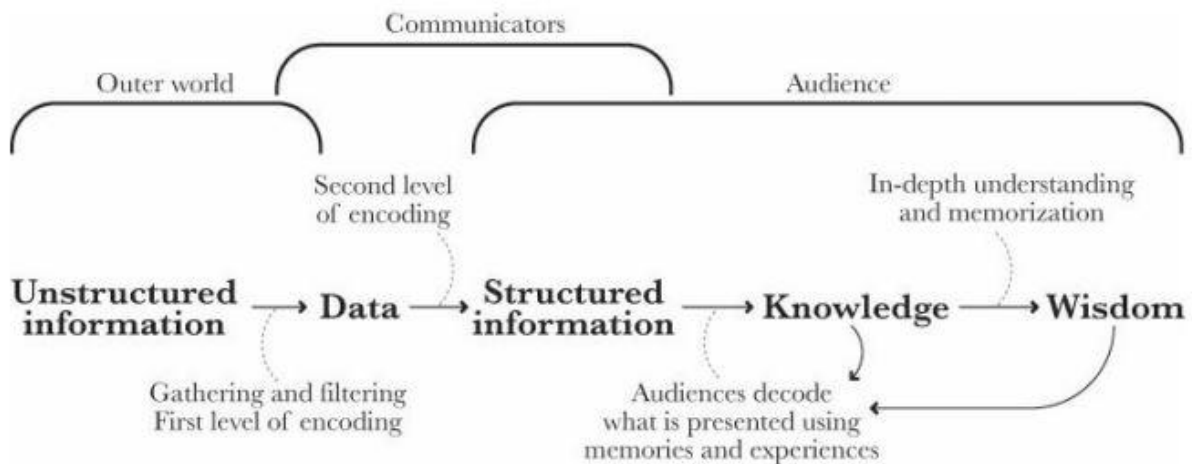 Communicators
Outer world
Audience
Second level
of encoding
In-depth understanding
and memorization
Unstructured
information
Data
Structured
information
Knowledge
Wisdom
Gathering and filtering
First level of encoding
Audiences decode
what is presented using
memories and experiences